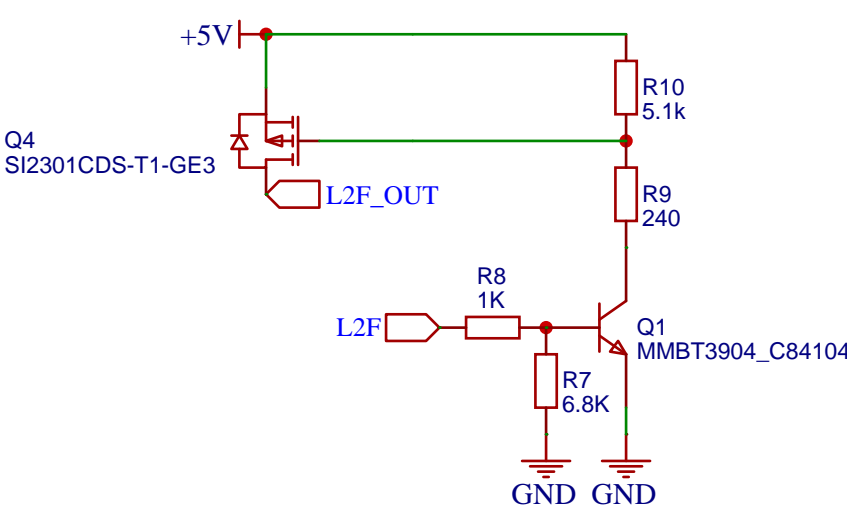 +5V
R10
5.1k
Q4
SI2301CDS-T1-GE3
L2F_OUT
R9
240
R8
1K
L2F
Q1
MMBT3904_C84104
R7
6.8K
GND
GND